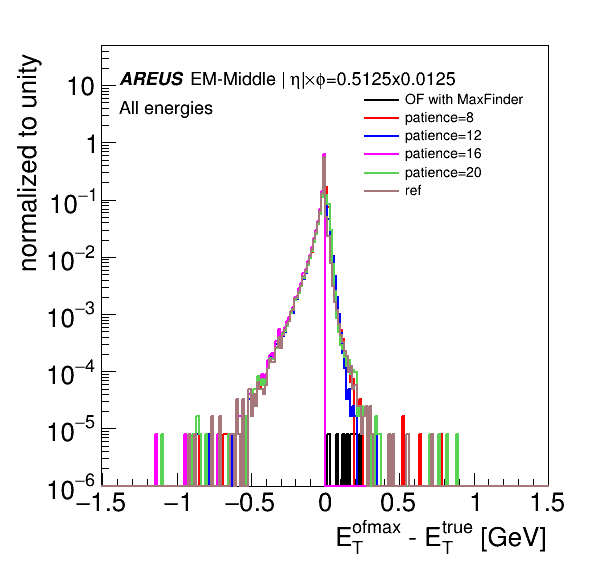 AREUS EM-Middle | η|×φ=0.5125x0.0125
All energies
OF with MaxFinder
patience=8
patience=12
patience=16
patience=20
ref
normalized to unity
10
1
10⁻¹
10⁻²
10⁻³
10⁻⁴
10⁻⁵
10⁻⁶
−1.5 −1 −0.5 0 0.5 1 1.5
E_T^ofmax - E_T^true [GeV]